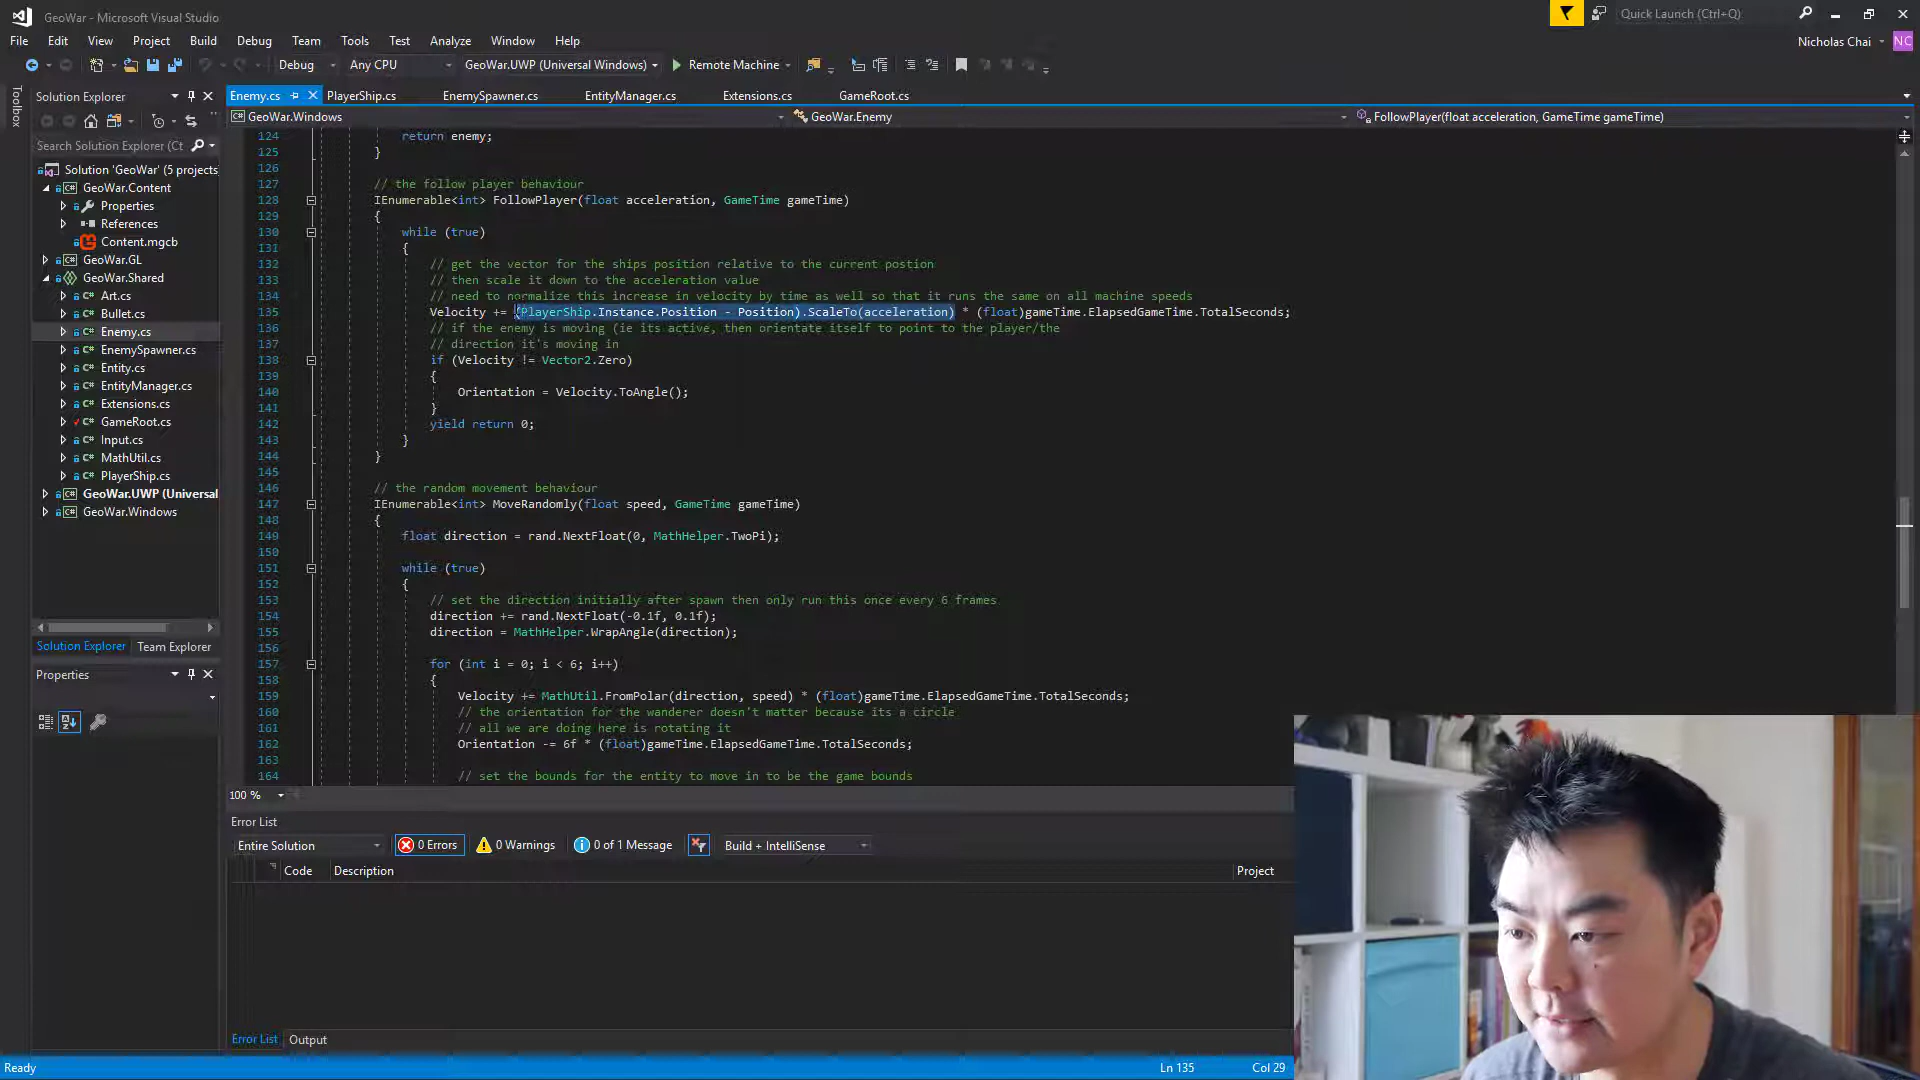 GeoWar - Microsoft Visual Studio
Quick Launch (Ctrl+Q)
File Edit View Project Build Debug Team Tools Test Analyze Window Help
Nicholas Chai NC
Debug Any CPU GeoWar.UWP (Universal Windows) Remote Machine
Toolbox
Solution Explorer
Search Solution Explorer (Ct
Solution 'GeoWar' (5 projects
GeoWar.Content
Properties
References
Content.mgcb
GeoWar.GL
GeoWar.Shared
Art.cs
Bullet.cs
Enemy.cs
EnemySpawner.cs
Entity.cs
EntityManager.cs
Extensions.cs
GameRoot.cs
Input.cs
MathUtil.cs
PlayerShip.cs
GeoWar.UWP (Universal
GeoWar.Windows
Solution Explorer Team Explorer
Properties
Enemy.cs PlayerShip.cs EnemySpawner.cs EntityManager.cs Extensions.cs GameRoot.cs
GeoWar.Windows GeoWar.Enemy FollowPlayer(float acceleration, GameTime gameTime)
124 return enemy;
125 }
126
127 // the follow player behaviour
128 IEnumerable<int> FollowPlayer(float acceleration, GameTime gameTime)
129 {
130 while (true)
131 {
132 // get the vector for the ships position relative to the current postion
133 // then scale it down to the acceleration value
134 // need to normalize this increase in velocity by time as well so that it runs the same on all machine speeds
135 Velocity += (PlayerShip.Instance.Position - Position).ScaleTo(acceleration) * (float)gameTime.ElapsedGameTime.TotalSeconds;
136 // if the enemy is moving (ie its active, then orientate itself to point to the player/the
137 // direction it's moving in
138 if (Velocity != Vector2.Zero)
139 {
140 Orientation = Velocity.ToAngle();
141 }
142 yield return 0;
143 }
144 }
145
146 // the random movement behaviour
147 IEnumerable<int> MoveRandomly(float speed, GameTime gameTime)
148 {
149 float direction = rand.NextFloat(0, MathHelper.TwoPi);
150
151 while (true)
152 {
153 // set the direction initially after spawn then only run this once every 6 frames
154 direction += rand.NextFloat(-0.1f, 0.1f);
155 direction = MathHelper.WrapAngle(direction);
156
157 for (int i = 0; i < 6; i++)
158 {
159 Velocity += MathUtil.FromPolar(direction, speed) * (float)gameTime.ElapsedGameTime.TotalSeconds;
160 // the orientation for the wanderer doesn't matter because its a circle
161 // all we are doing here is rotating it
162 Orientation -= 6f * (float)gameTime.ElapsedGameTime.TotalSeconds;
163
164 // set the bounds for the entity to move in to be the game bounds
100 %
Error List
Entire Solution 0 Errors 0 Warnings 0 of 1 Message Build + IntelliSense
Code Description Project
Error List Output
Ready Ln 135 Col 29